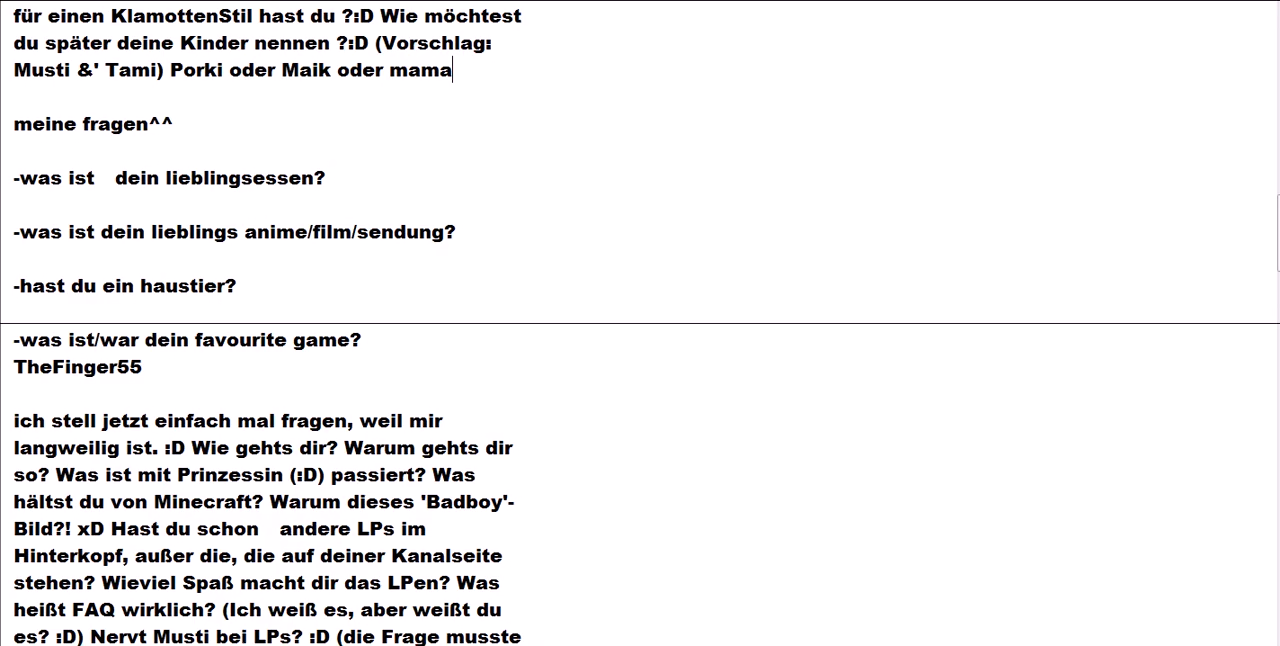 für einen KlamottenStil hast du ?:D Wie möchtest
du später deine Kinder nennen ?:D (Vorschlag:
Musti &' Tami) Porki oder Maik oder mama
meine fragen^^
-was ist dein lieblingsessen?
-was ist dein lieblings anime/film/sendung?
-hast du ein haustier?
-was ist/war dein favourite game?
TheFinger55
ich stell jetzt einfach mal fragen, weil mir
langweilig ist. :D Wie gehts dir? Warum gehts dir
so? Was ist mit Prinzessin (:D) passiert? Was
hältst du von Minecraft? Warum dieses 'Badboy'-
Bild?! xD Hast du schon andere LPs im
Hinterkopf, außer die, die auf deiner Kanalseite
stehen? Wieviel Spaß macht dir das LPen? Was
heißt FAQ wirklich? (Ich weiß es, aber weißt du
es? :D) Nervt Musti bei LPs? :D (die Frage musste